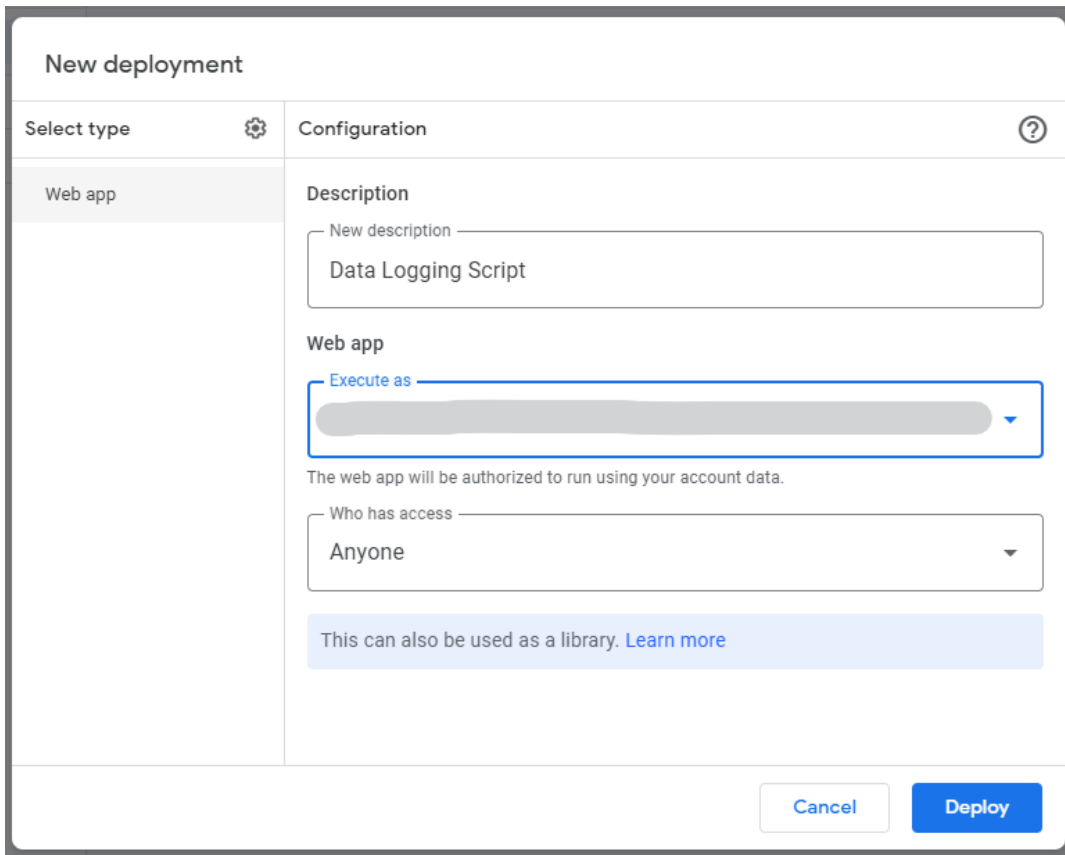 New deployment
Select type
Configuration
Web app
Description
New description
Data Logging Script
Web app
Execute as
The web app will be authorized to run using your account data.
Who has access
Anyone
This can also be used as a library. Learn more
Cancel
Deploy